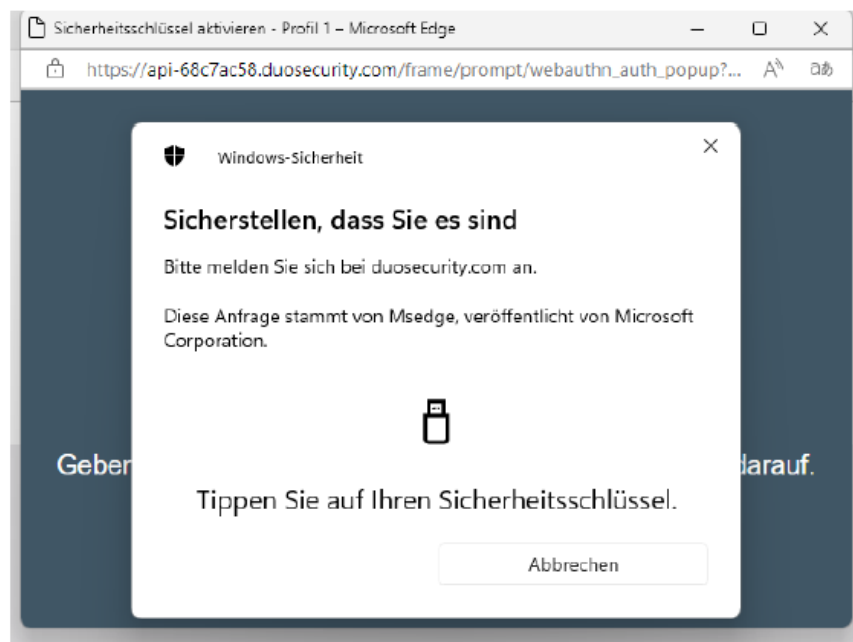 Sicherheitsschlüssel aktivieren - Profil 1 – Microsoft Edge
https://api-68c7ac58.duosecurity.com/frame/prompt/webauthn_auth_popup?...
Windows-Sicherheit
Sicherstellen, dass Sie es sind
Bitte melden Sie sich bei duosecurity.com an.
Diese Anfrage stammt von Msedge, veröffentlicht von Microsoft
Corporation.
darauf.
Tippen Sie auf Ihren Sicherheitsschlüssel.
Abbrechen